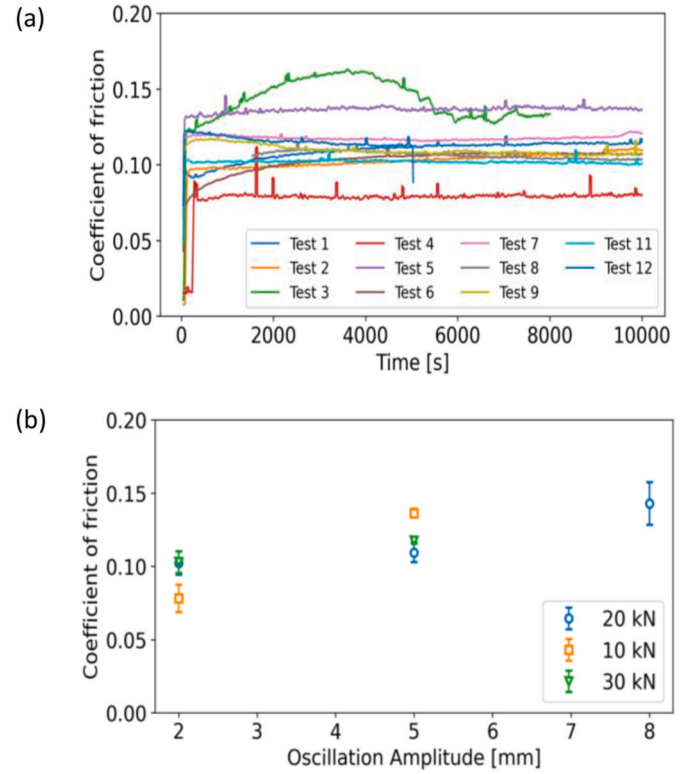 (a)
0.20
0.15
0.10
0.05
0.00
Coefficient of friction
Test 1 Test 4 Test 7 Test 11
Test 2 Test 5 Test 8 Test 12
Test 3 Test 6 Test 9
0 2000 4000 6000 8000 10000
Time [s]
(b)
0.20
0.15
0.10
0.05
0.00
Coefficient of friction
20 kN
10 kN
30 kN
2 3 4 5 6 7 8
Oscillation Amplitude [mm]